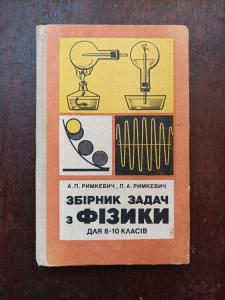 А. П. РИМКЕВИЧ, П. А. РИМКЕВИЧ
ЗБІРНИК ЗАДАЧ
З ФІЗИКИ
ДЛЯ 8-10 КЛАСІВ